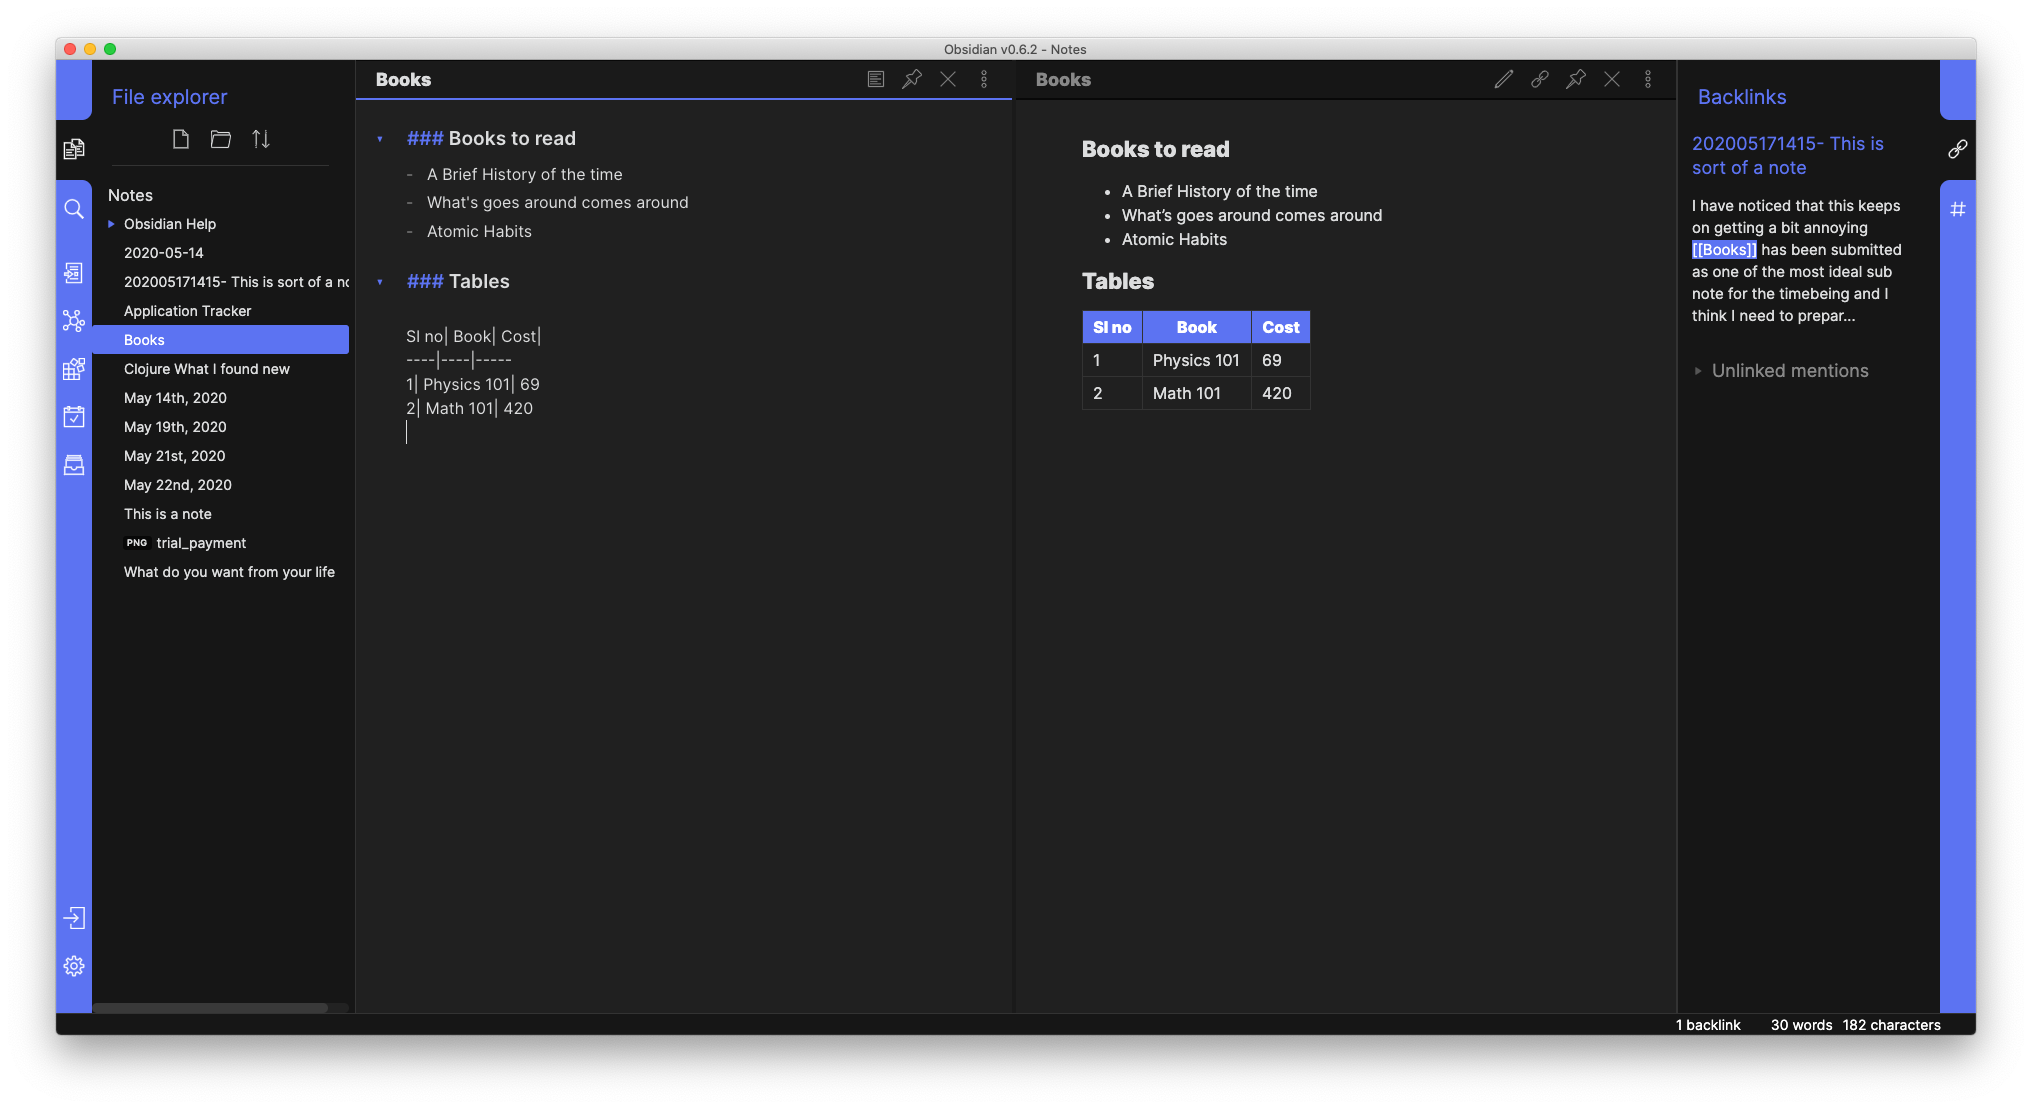 Obsidian v0.6.2 - Notes
File explorer
Notes
Obsidian Help
2020-05-14
202005171415- This is sort of a no
Application Tracker
Books
Clojure What I found new
May 14th, 2020
May 19th, 2020
May 21st, 2020
May 22nd, 2020
This is a note
PNG trial_payment
What do you want from your life
Books
### Books to read
- A Brief History of the time
- What's goes around comes around
- Atomic Habits
### Tables
Sl no| Book| Cost|
----|----|-----
1| Physics 101| 69
2| Math 101| 420
Books
Books to read
• A Brief History of the time
• What’s goes around comes around
• Atomic Habits
Tables
Sl no Book Cost
1 Physics 101 69
2 Math 101 420
Backlinks
202005171415- This is
sort of a note
I have noticed that this keeps
on getting a bit annoying
[[Books]] has been submitted
as one of the most ideal sub
note for the timebeing and I
think I need to prepar...
Unlinked mentions
1 backlink 30 words 182 characters